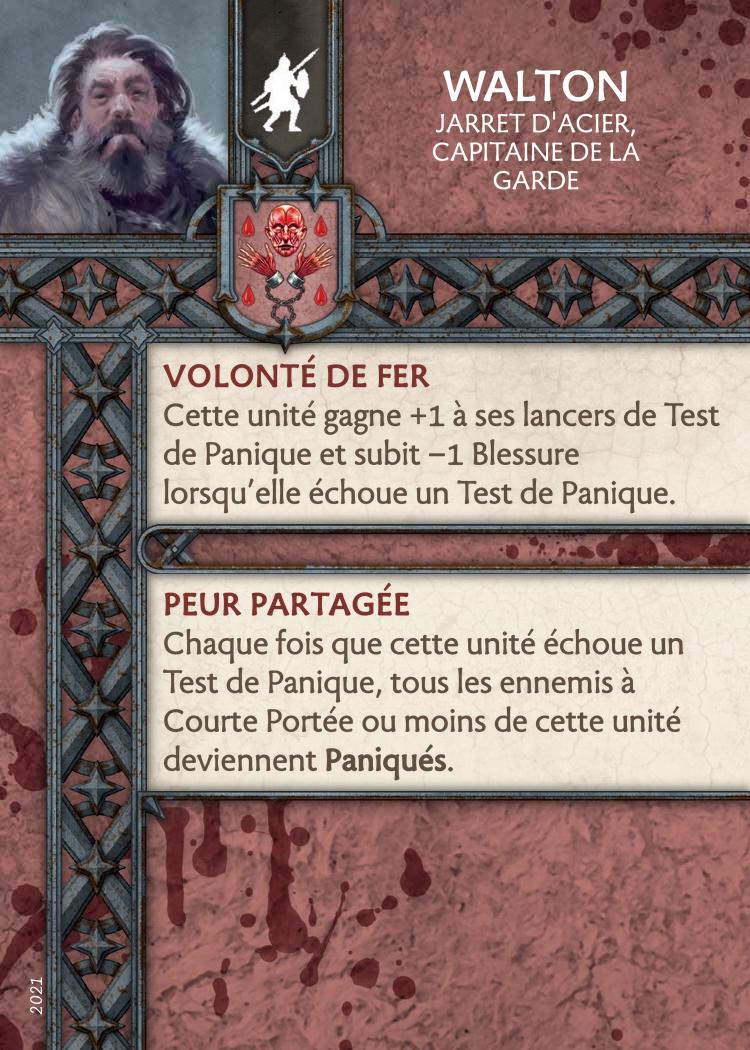 WALTON
JARRET D'ACIER,
CAPITAINE DE LA
GARDE
VOLONTÉ DE FER
Cette unité gagne +1 à ses lancers de Test
de Panique et subit −1 Blessure
lorsqu'elle échoue un Test de Panique.
PEUR PARTAGÉE
Chaque fois que cette unité échoue un
Test de Panique, tous les ennemis à
Courte Portée ou moins de cette unité
deviennent Paniqués.
2021